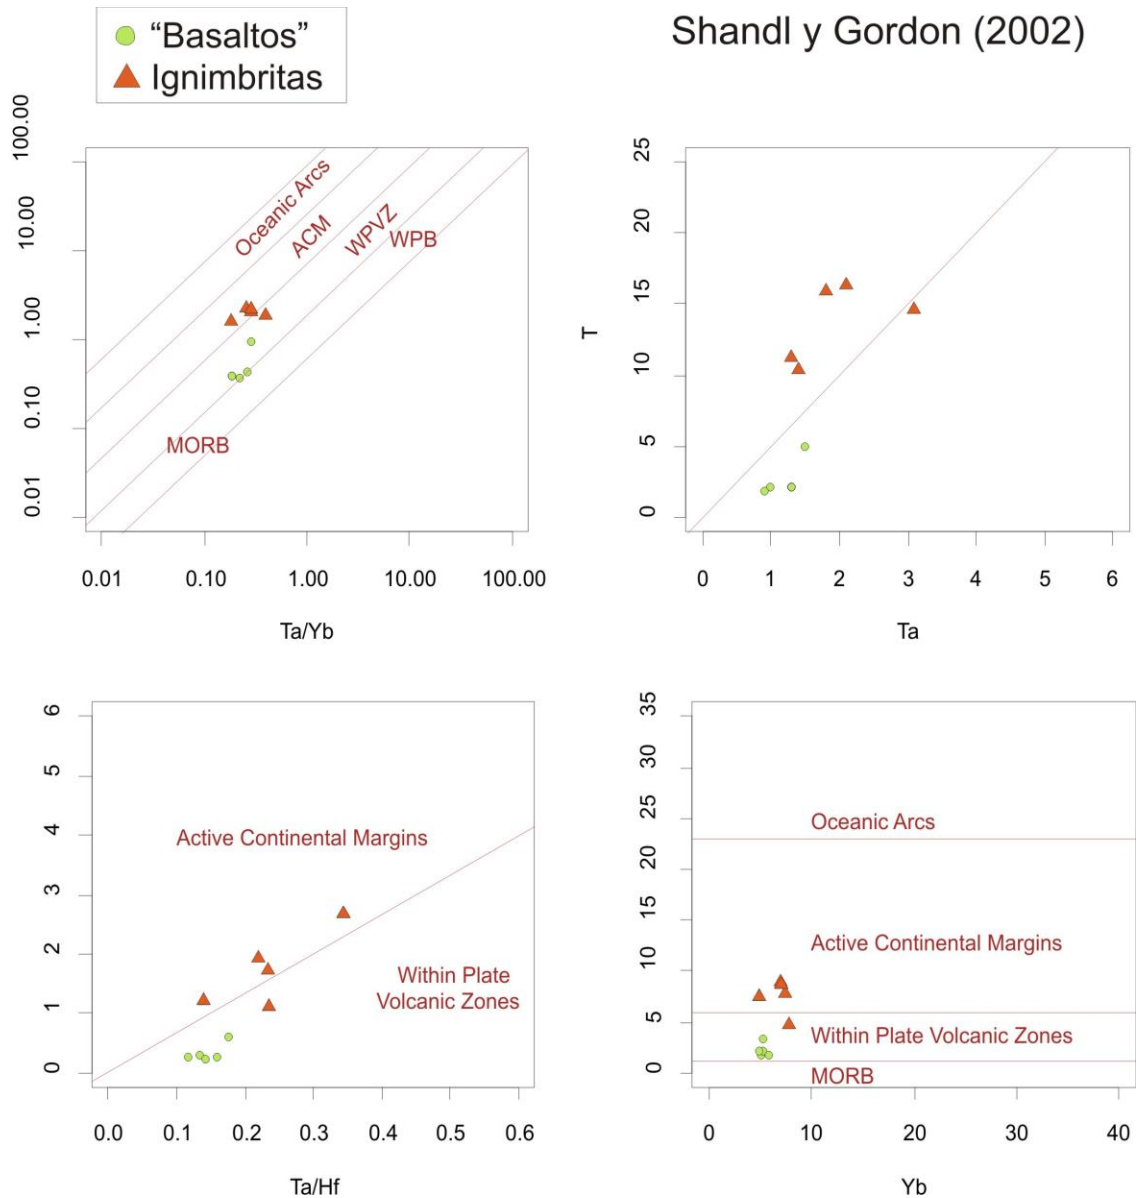 "Basaltos"
Ignimbritas
Shandl y Gordon (2002)
100.00
10.00
1.00
0.10
0.01
Oceanic Arcs
ACM
WPVZ
WPB
MORB
0.01 0.10 1.00 10.00 100.00
Ta/Yb
25
20
15
10
5
0
T
0 1 2 3 4 5 6
Ta
6
5
4
3
2
1
0
Active Continental Margins
Within Plate
Volcanic Zones
0.0 0.1 0.2 0.3 0.4 0.5 0.6
Ta/Hf
35
30
25
20
15
10
5
0
Oceanic Arcs
Active Continental Margins
Within Plate Volcanic Zones
MORB
0 10 20 30 40
Yb